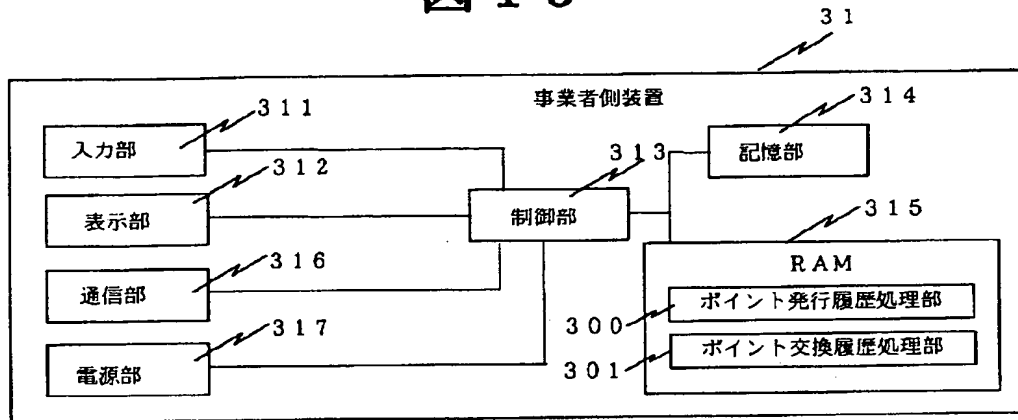 ３１
事業者側装置
３１１
入力部
３１２
表示部
３１６
通信部
３１７
電源部
３１３
制御部
３１４
記憶部
３１５
ＲＡＭ
３００
ポイント発行履歴処理部
３０１
ポイント交換履歴処理部